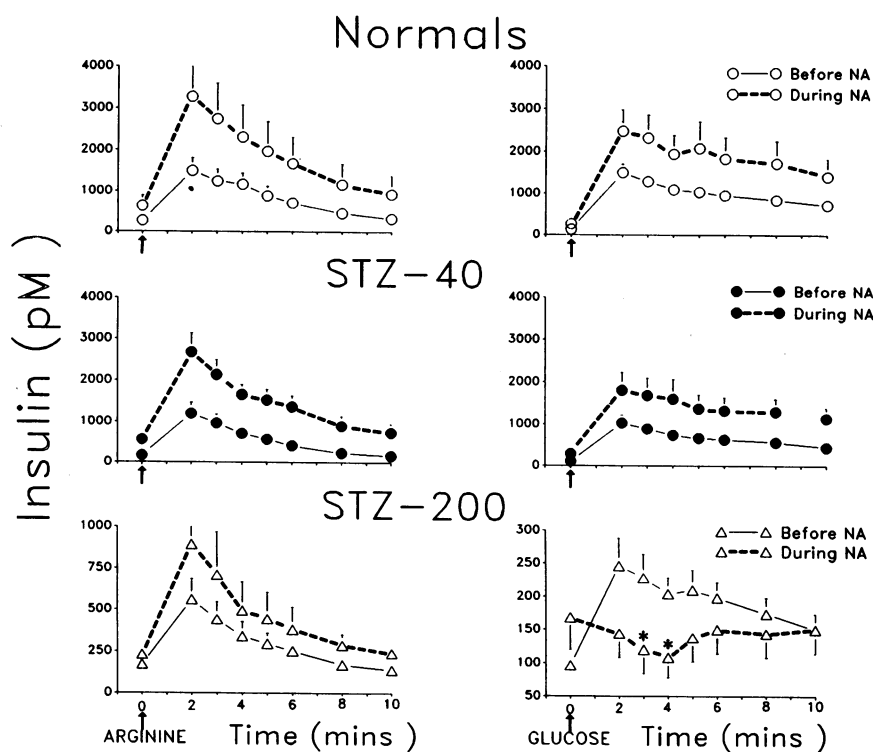 Normals
4000
3000
2000
1000
0
4000
3000
2000
1000
0
Before NA
During NA
STZ-40
4000
3000
2000
1000
0
4000
3000
2000
1000
0
Before NA
During NA
Insulin (pM)
STZ-200
1000
750
500
250
0
300
250
200
150
100
50
Before NA
During NA
* *
0 2 4 6 8 10
0 2 4 6 8 10
ARGININE Time (mins)
GLUCOSE Time (mins)